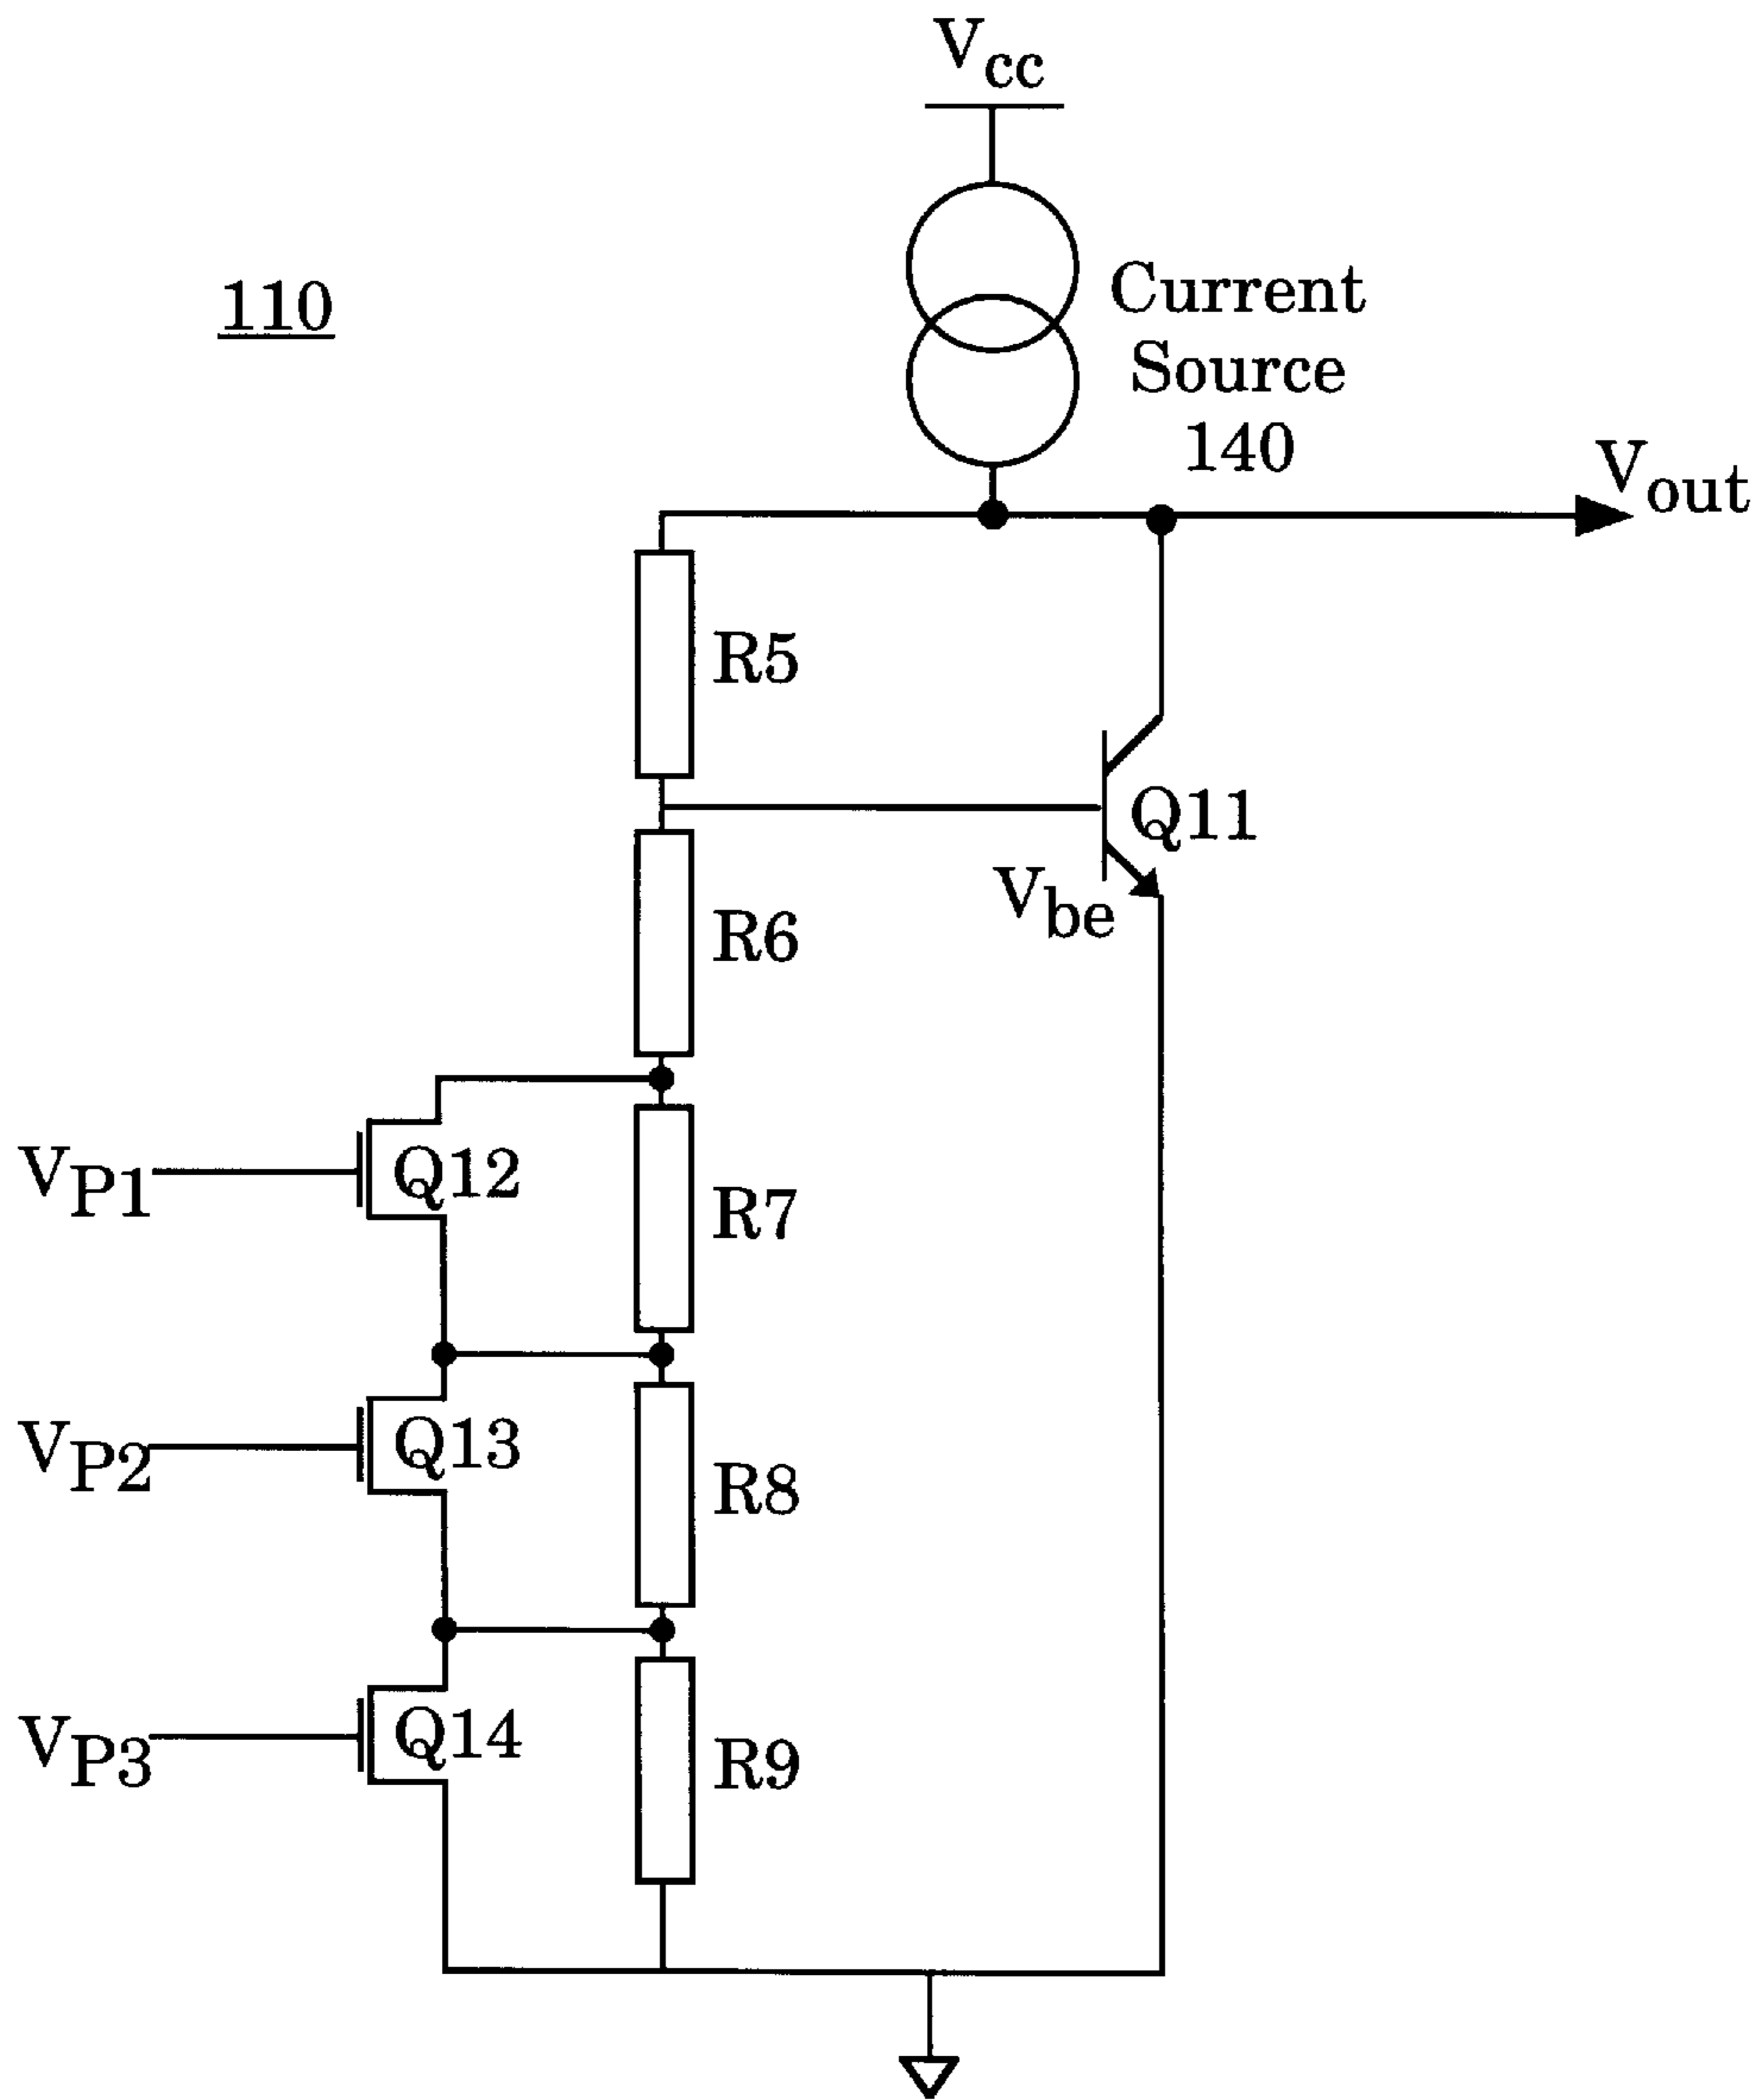 Vcc
110
Current
Source
140
Vout
R5
Q11
Vbe
R6
VP1
Q12
R7
VP2
Q13
R8
VP3
Q14
R9